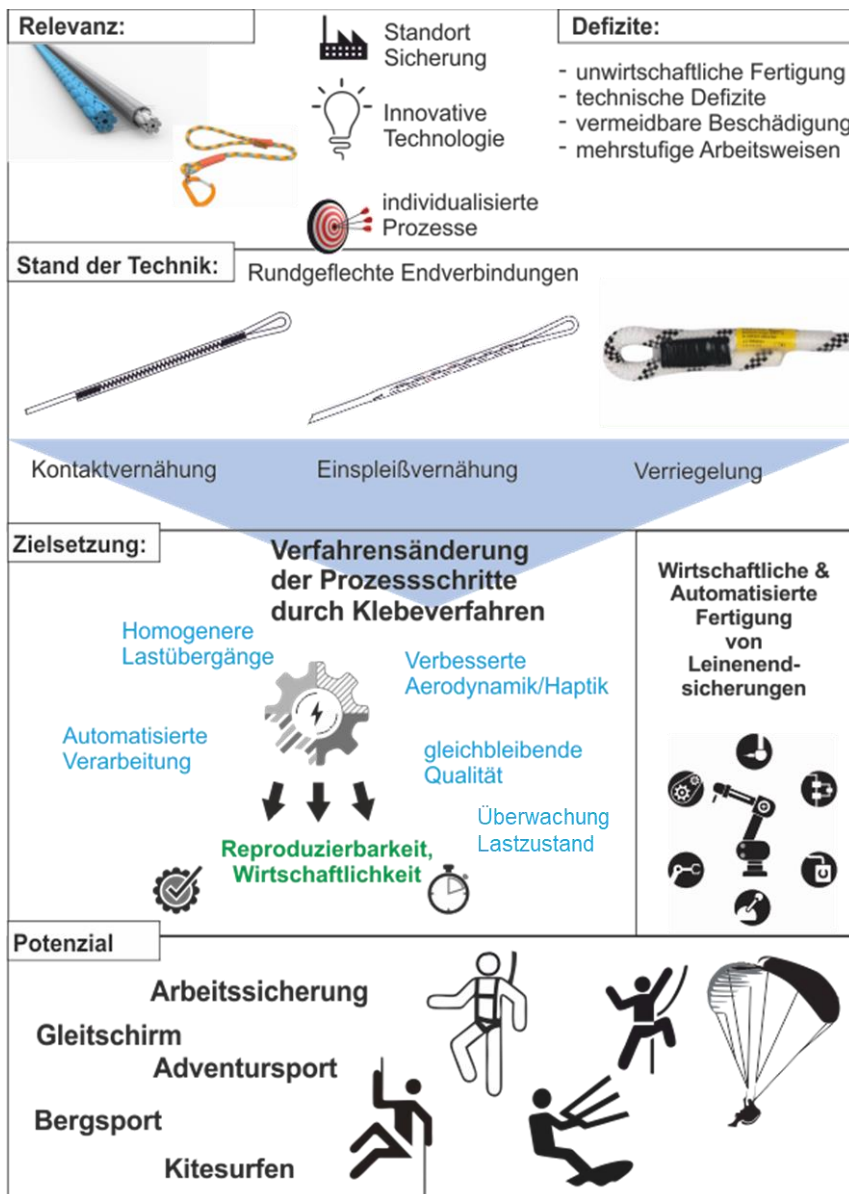 Relevanz:
Standort
Sicherung
Innovative
Technologie
individualisierte
Prozesse
Defizite:
- unwirtschaftliche Fertigung
- technische Defizite
- vermeidbare Beschädigung
- mehrstufige Arbeitsweisen
Stand der Technik:
Rundgeflechte Endverbindungen
Kontaktvernähung
Einspleißvernähung
Verriegelung
Zielsetzung:
Verfahrensänderung
der Prozessschritte
durch Klebeverfahren
Homogenere
Lastübergänge
Verbesserte
Aerodynamik/Haptik
Automatisierte
Verarbeitung
gleichbleibende
Qualität
Überwachung
Lastzustand
Reproduzierbarkeit,
Wirtschaftlichkeit
Wirtschaftliche &
Automatisierte
Fertigung
von
Leinenend-
sicherungen
Potenzial
Arbeitssicherung
Gleitschirm
Adventursport
Bergsport
Kitesurfen